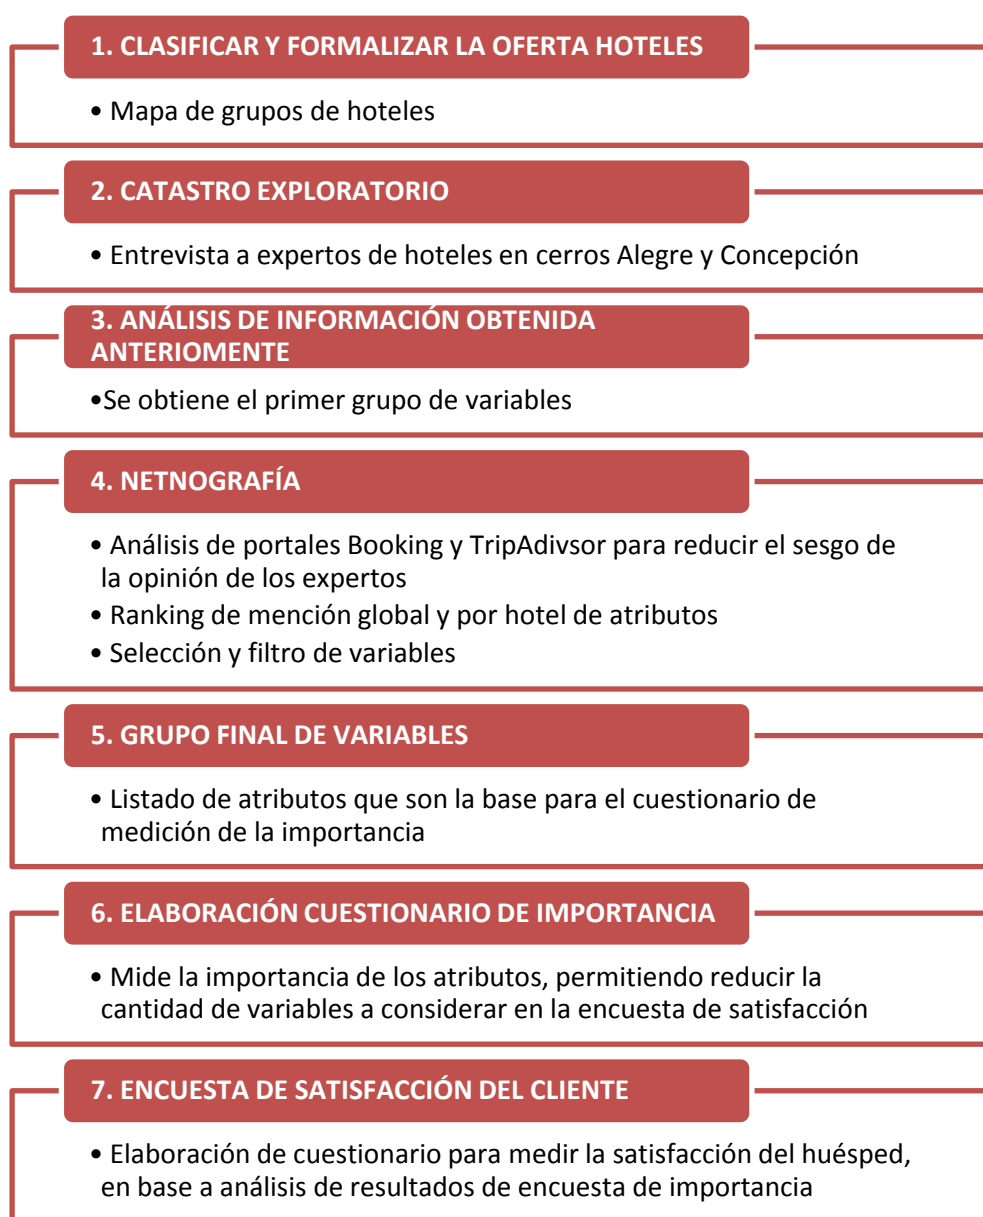 1. CLASIFICAR Y FORMALIZAR LA OFERTA HOTELES
• Mapa de grupos de hoteles
2. CATASTRO EXPLORATORIO
• Entrevista a expertos de hoteles en cerros Alegre y Concepción
3. ANÁLISIS DE INFORMACIÓN OBTENIDA
ANTERIOMENTE
•Se obtiene el primer grupo de variables
4. NETNOGRAFÍA
• Análisis de portales Booking y TripAdivsor para reducir el sesgo de
la opinión de los expertos
• Ranking de mención global y por hotel de atributos
• Selección y filtro de variables
5. GRUPO FINAL DE VARIABLES
• Listado de atributos que son la base para el cuestionario de
medición de la importancia
6. ELABORACIÓN CUESTIONARIO DE IMPORTANCIA
• Mide la importancia de los atributos, permitiendo reducir la
cantidad de variables a considerar en la encuesta de satisfacción
7. ENCUESTA DE SATISFACCIÓN DEL CLIENTE
• Elaboración de cuestionario para medir la satisfacción del huésped,
en base a análisis de resultados de encuesta de importancia